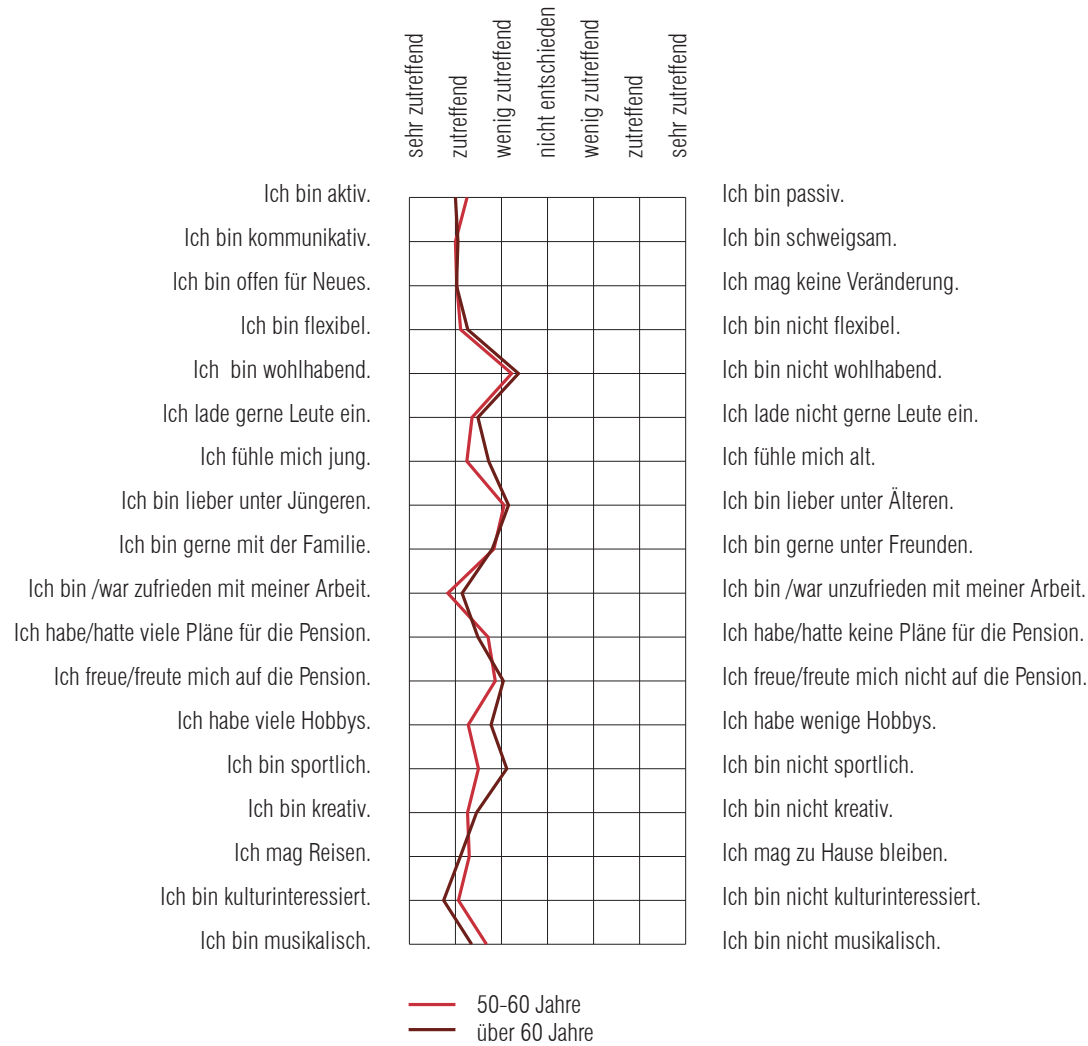 sehr zutreffend
zutreffend
wenig zutreffend
nicht entschieden
wenig zutreffend
zutreffend
sehr zutreffend
Ich bin aktiv. Ich bin passiv.
Ich bin kommunikativ. Ich bin schweigsam.
Ich bin offen für Neues. Ich mag keine Veränderung.
Ich bin flexibel. Ich bin nicht flexibel.
Ich bin wohlhabend. Ich bin nicht wohlhabend.
Ich lade gerne Leute ein. Ich lade nicht gerne Leute ein.
Ich fühle mich jung. Ich fühle mich alt.
Ich bin lieber unter Jüngeren. Ich bin lieber unter Älteren.
Ich bin gerne mit der Familie. Ich bin gerne unter Freunden.
Ich bin /war zufrieden mit meiner Arbeit. Ich bin /war unzufrieden mit meiner Arbeit.
Ich habe/hatte viele Pläne für die Pension. Ich habe/hatte keine Pläne für die Pension.
Ich freue/freute mich auf die Pension. Ich freue/freute mich nicht auf die Pension.
Ich habe viele Hobbys. Ich habe wenige Hobbys.
Ich bin sportlich. Ich bin nicht sportlich.
Ich bin kreativ. Ich bin nicht kreativ.
Ich mag Reisen. Ich mag zu Hause bleiben.
Ich bin kulturinteressiert. Ich bin nicht kulturinteressiert.
Ich bin musikalisch. Ich bin nicht musikalisch.
50-60 Jahre
über 60 Jahre